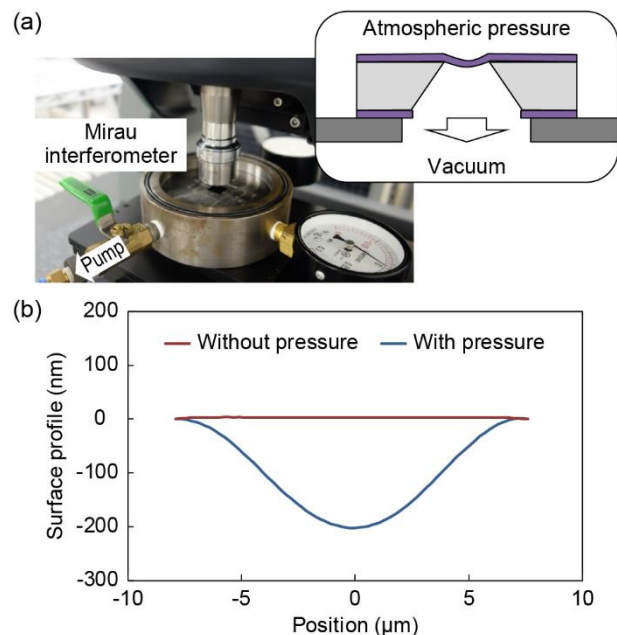 (a)
Atmospheric pressure
Mirau
interferometer
Vacuum
Pump
(b)
200
100
0
-100
-200
-300
Surface profile (nm)
Without pressure
With pressure
-10
-5
0
5
10
Position (µm)